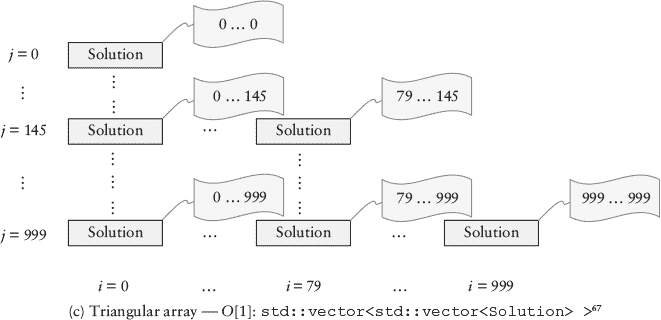 0 … 0
j = 0 Solution
⋮ ⋮ ⋮
0 … 145 79 … 145
j = 145 Solution … Solution
⋮ ⋮ ⋮
0 … 999 79 … 999 999 … 999
j = 999 Solution … Solution … Solution
i = 0 … i = 79 … i = 999
(c) Triangular array — O[1]: std::vector<std::vector<Solution> >67